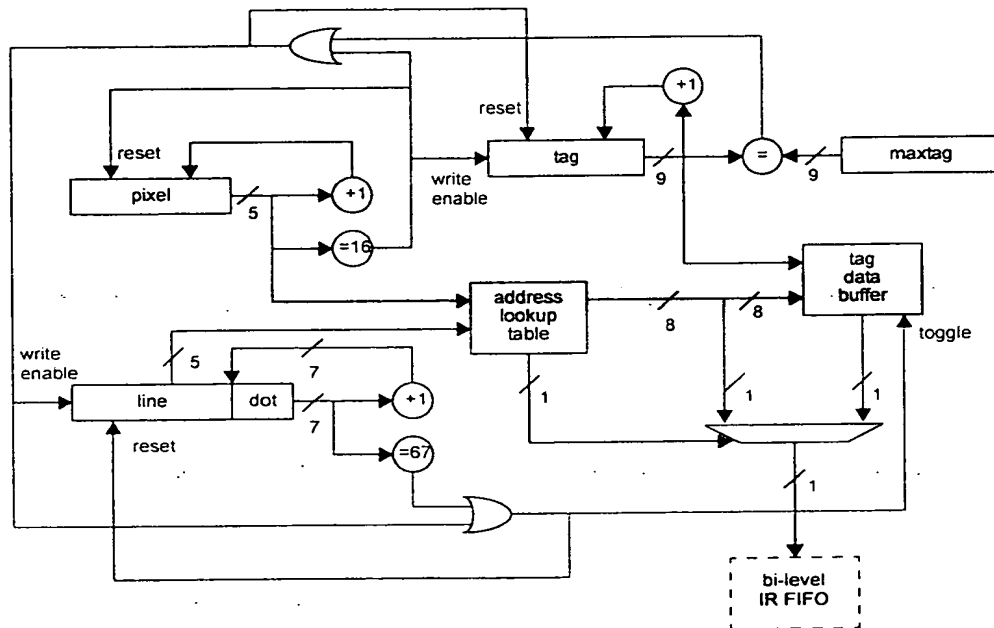 +1
reset
tag
=
maxtag
reset
9
9
write
enable
pixel
+1
5
=16
tag
data
buffer
address
lookup
table
8
8
toggle
write
enable
5
7
line
dot
+1
1
1
1
7
reset
=67
1
bi-level
IR FIFO